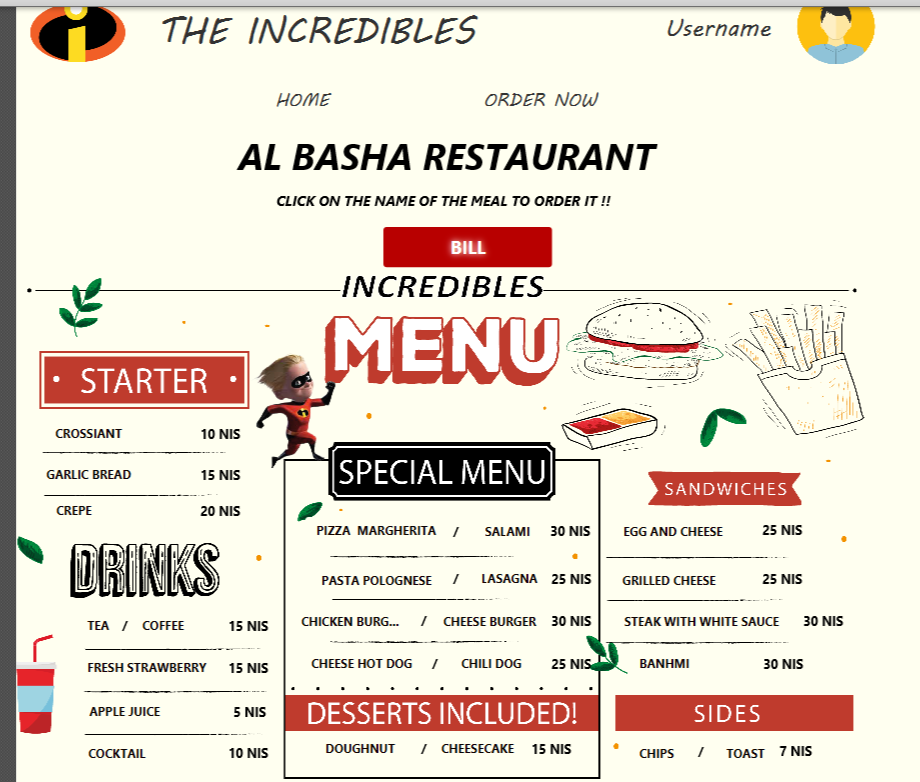 THE INCREDIBLES
Username
HOME
ORDER NOW
AL BASHA RESTAURANT
CLICK ON THE NAME OF THE MEAL TO ORDER IT !!
BILL
INCREDIBLES
MENU
STARTER
CROSSIANT 10 NIS
GARLIC BREAD 15 NIS
CREPE 20 NIS
DRINKS
TEA / COFFEE 15 NIS
FRESH STRAWBERRY 15 NIS
APPLE JUICE 5 NIS
COCKTAIL 10 NIS
SPECIAL MENU
PIZZA MARGHERITA / SALAMI 30 NIS
PASTA POLOGNESE / LASAGNA 25 NIS
CHICKEN BURG... / CHEESE BURGER 30 NIS
CHEESE HOT DOG / CHILI DOG 25 NIS
DESSERTS INCLUDED!
DOUGHNUT / CHEESECAKE 15 NIS
SANDWICHES
EGG AND CHEESE 25 NIS
GRILLED CHEESE 25 NIS
STEAK WITH WHITE SAUCE 30 NIS
BANHMI 30 NIS
SIDES
CHIPS / TOAST 7 NIS